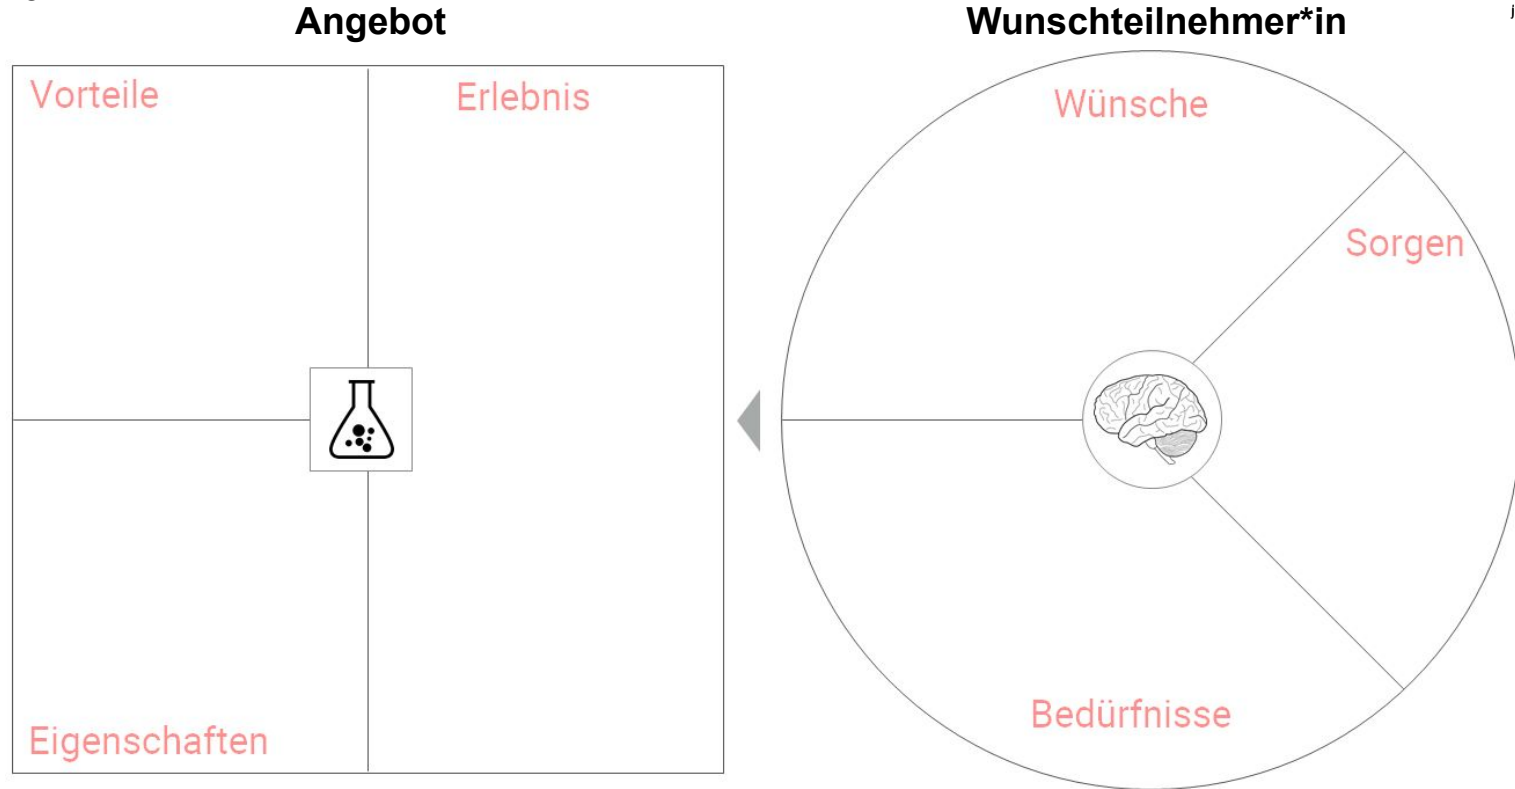 Angebot
Wunschteilnehmer*in
Vorteile
Erlebnis
Eigenschaften
Wünsche
Sorgen
Bedürfnisse